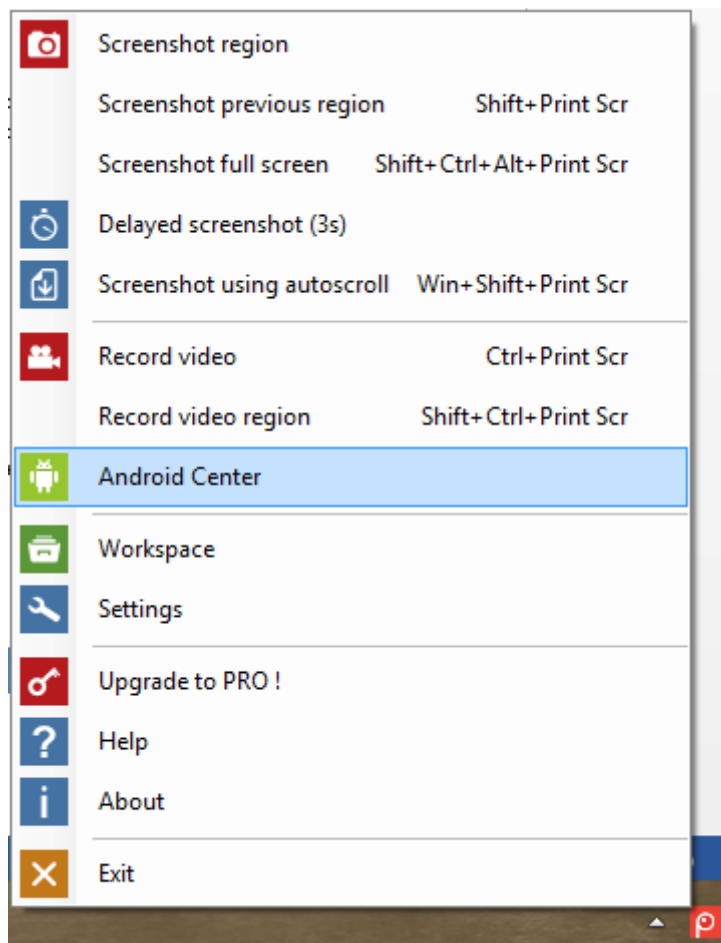 Screenshot region
Screenshot previous region Shift+Print Scr
Screenshot full screen Shift+Ctrl+Alt+Print Scr
Delayed screenshot (3s)
Screenshot using autoscroll Win+Shift+Print Scr
Record video Ctrl+Print Scr
Record video region Shift+Ctrl+Print Scr
Android Center
Workspace
Settings
Upgrade to PRO !
Help
About
Exit